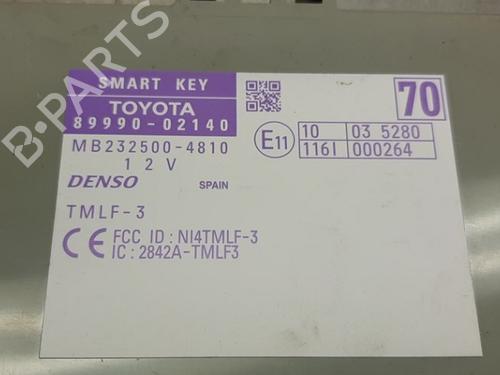 B-PARTS
SMART KEY
TOYOTA
89990-02140
MB232500-4810
12V
DENSO SPAIN
TMLF-3
CE FCC ID : NI4TMLF-3
IC : 2842A-TMLF3
70
E11 10 03 5280
116I 000264